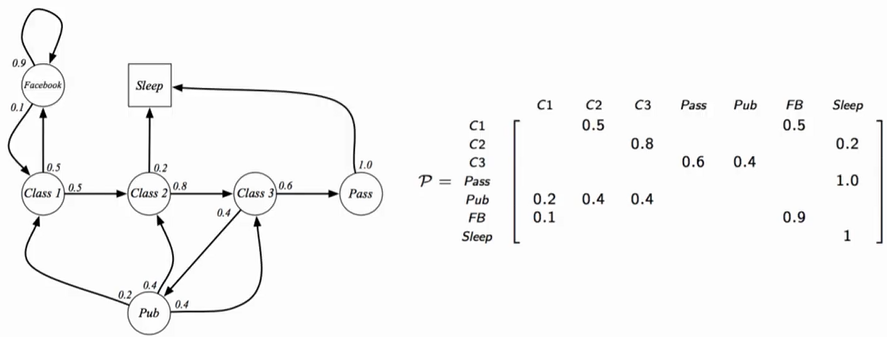 0.9
Facebook
Sleep
0.1
0.5
0.2
1.0
Class 1
0.5
Class 2
0.8
Class 3
0.6
Pass
0.4
0.4
0.2
0.4
Pub
C1 C2 C3 Pass Pub FB Sleep
C1 0.5 0.5
C2 0.8 0.2
C3 0.6 0.4
𝒫 = Pass 1.0
Pub 0.2 0.4 0.4
FB 0.1 0.9
Sleep 1